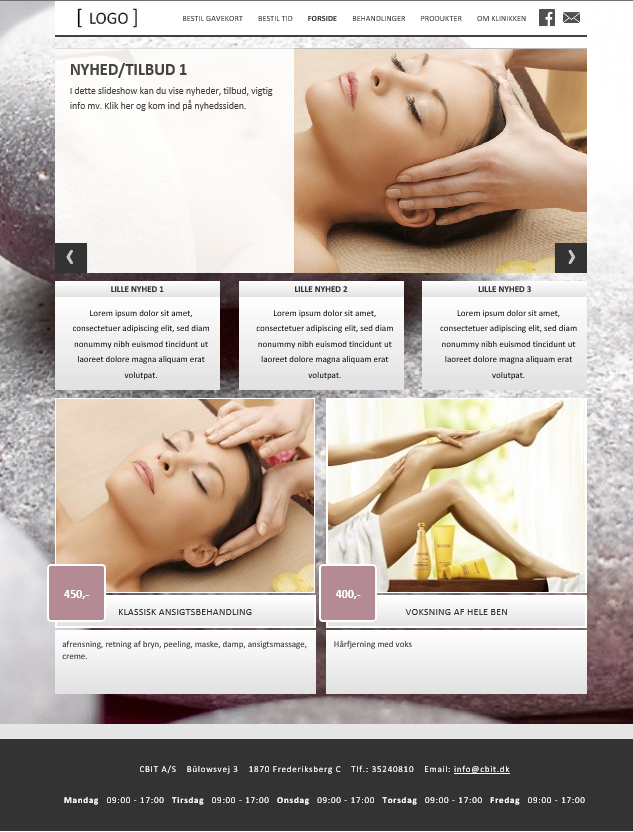 [ LOGO ]
BESTIL GAVEKORT BESTIL TID FORSIDE BEHANDLINGER PRODUKTER OM KLINIKKEN
NYHED/TILBUD 1
I dette slideshow kan du vise nyheder, tilbud, vigtig
info mv. Klik her og kom ind på nyhedssiden.
LILLE NYHED 1
Lorem ipsum dolor sit amet,
consectetuer adipiscing elit, sed diam
nonummy nibh euismod tincidunt ut
laoreet dolore magna aliquam erat
volutpat.
LILLE NYHED 2
Lorem ipsum dolor sit amet,
consectetuer adipiscing elit, sed diam
nonummy nibh euismod tincidunt ut
laoreet dolore magna aliquam erat
volutpat.
LILLE NYHED 3
Lorem ipsum dolor sit amet,
consectetuer adipiscing elit, sed diam
nonummy nibh euismod tincidunt ut
laoreet dolore magna aliquam erat
volutpat.
450,-
KLASSISK ANSIGTSBEHANDLING
afrensning, retning af bryn, peeling, maske, damp, ansigtsmassage,
creme.
400,-
VOKSNING AF HELE BEN
Hårfjerning med voks
CBIT A/S Bülowsvej 3 1870 Frederiksberg C Tlf.: 35240810 Email: info@cbit.dk
Mandag 09:00 - 17:00 Tirsdag 09:00 - 17:00 Onsdag 09:00 - 17:00 Torsdag 09:00 - 17:00 Fredag 09:00 - 17:00